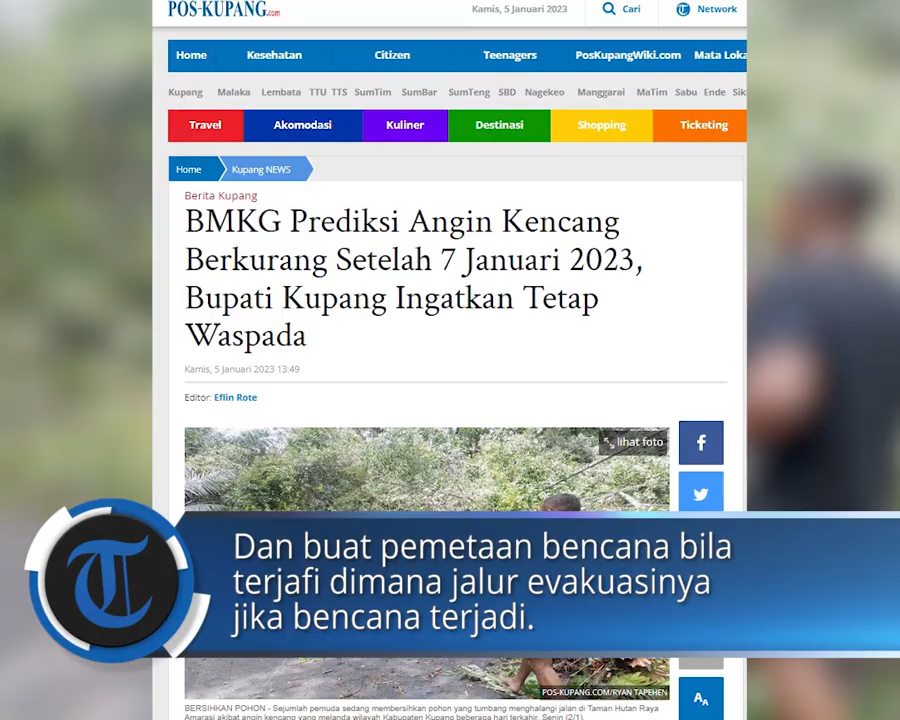 POS-KUPANG.com
Kamis, 5 Januari 2023
Cari
Network
Home Kesehatan Citizen Teenagers PosKupangWiki.com Mata Loka
Kupang Malaka Lembata TTU TTS SumTim SumBar SumTeng SBD Nagekeo Manggarai MaTim Sabu Ende Sik
Travel Akomodasi Kuliner Destinasi Shopping Ticketing
Home Kupang NEWS
Berita Kupang
BMKG Prediksi Angin Kencang
Berkurang Setelah 7 Januari 2023,
Bupati Kupang Ingatkan Tetap
Waspada
Kamis, 5 Januari 2023 13:49
Editor: Eflin Rote
lihat foto
f
T
Dan buat pemetaan bencana bila
terjafi dimana jalur evakuasinya
jika bencana terjadi.
POS-KUPANG.COM/RYAN TAPEHEN
AA
BERSIHKAN POHON - Sejumlah pemuda sedang membersihkan pohon yang tumbang menghalangi jalan di Taman Hutan Raya
Amarasi akibat angin kencang yang melanda wilayah Kabupaten Kupang beberapa hari terkahir, Senin (2/1).